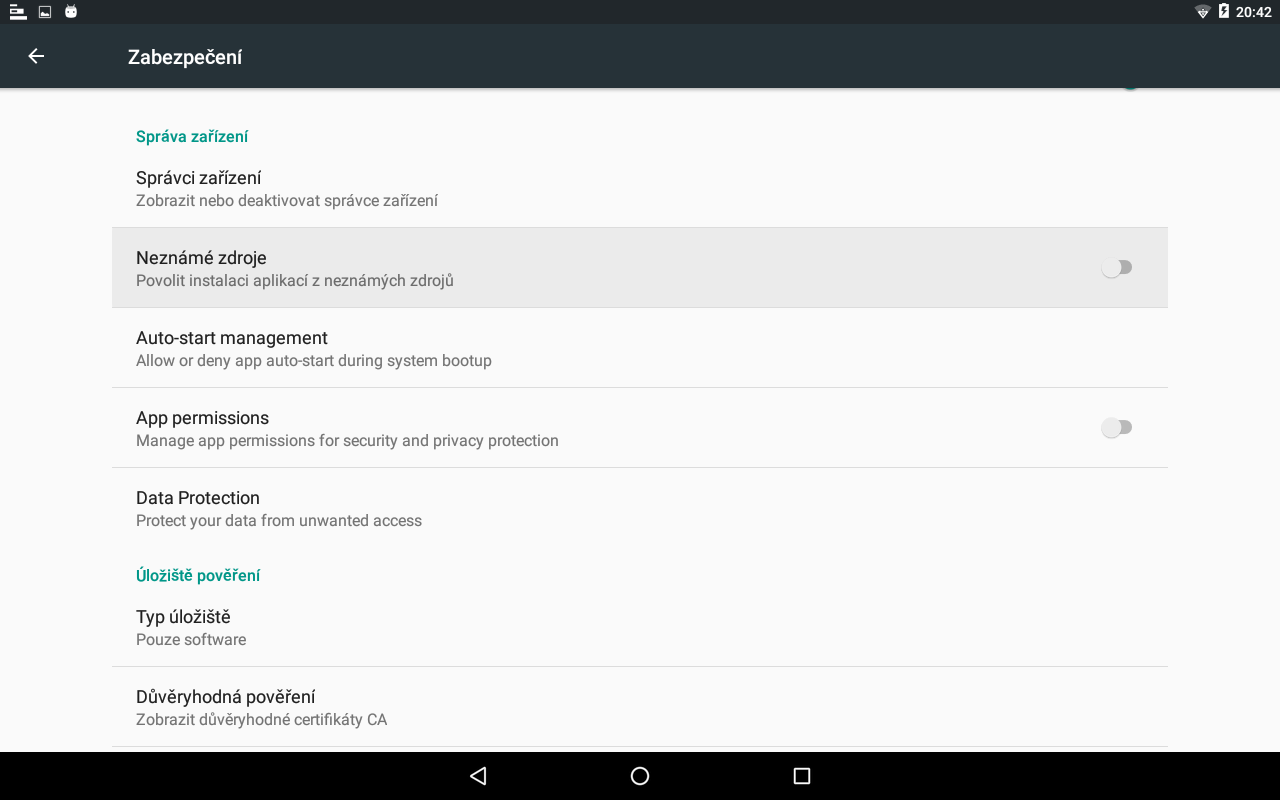 20:42
Zabezpečení
Správa zařízení
Správci zařízení
Zobrazit nebo deaktivovat správce zařízení
Neznámé zdroje
Povolit instalaci aplikací z neznámých zdrojů
Auto-start management
Allow or deny app auto-start during system bootup
App permissions
Manage app permissions for security and privacy protection
Data Protection
Protect your data from unwanted access
Úložiště pověření
Typ úložiště
Pouze software
Důvěryhodná pověření
Zobrazit důvěryhodné certifikáty CA